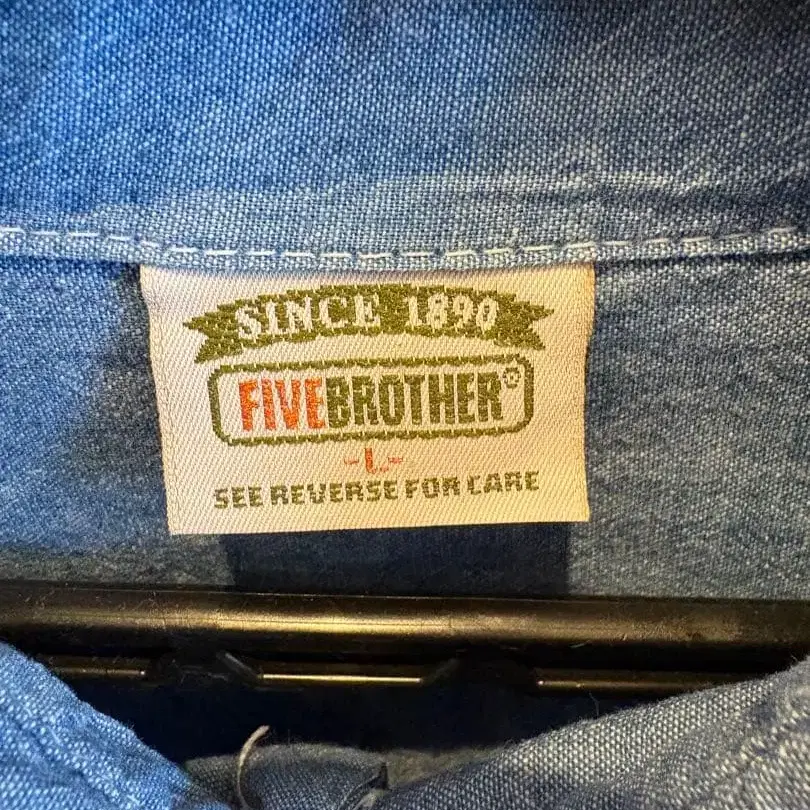 SINCE 1890
FIVEBROTHER®
-L-
SEE REVERSE FOR CARE